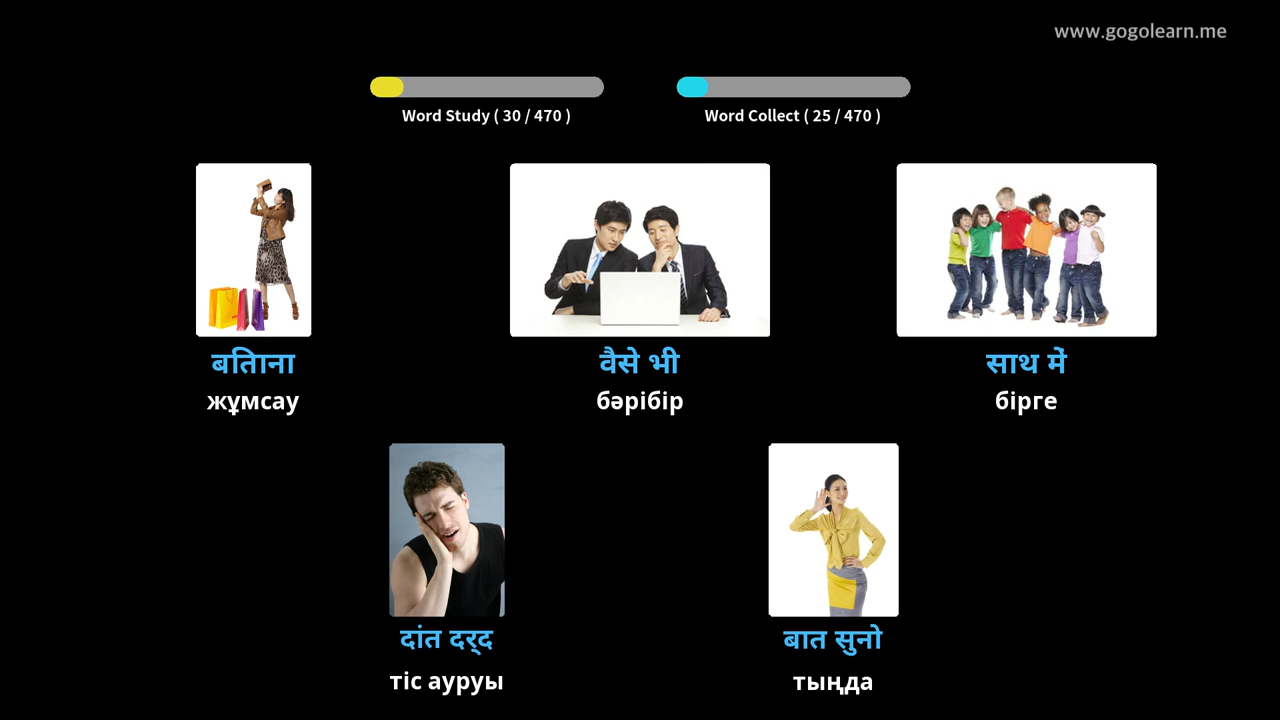 www.gogolearn.me
Word Study ( 30 / 470 )
Word Collect ( 25 / 470 )
बतािना
жұмсау
वैसे भी
бәрібір
साथ में
бірге
दांत दर्द
тіс ауруы
बात सुनो
тыңда